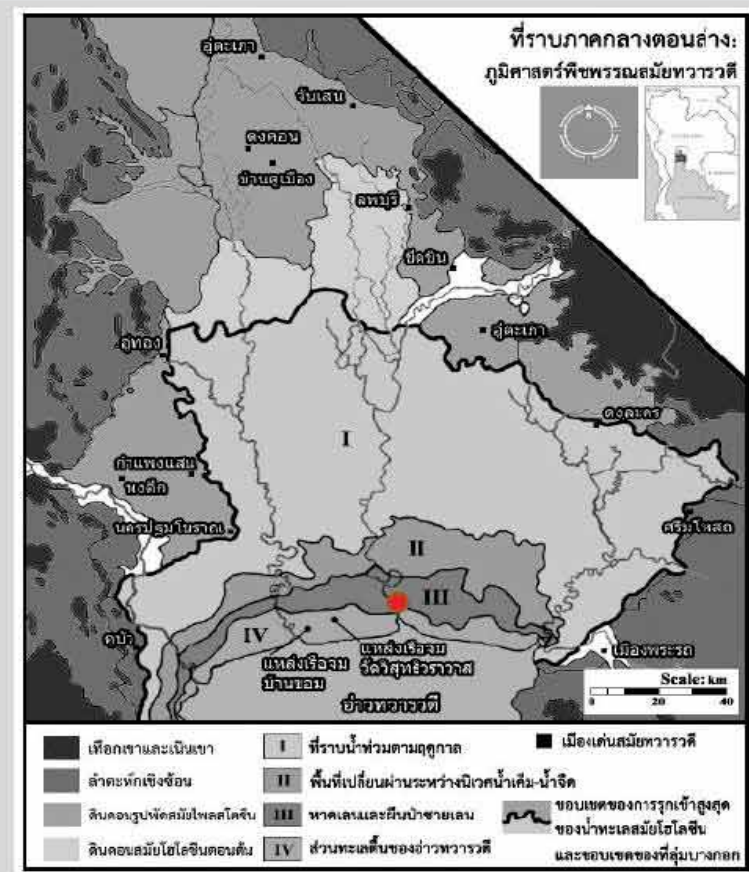 ที่ราบภาคกลางตอนล่าง:
ภูมิศาสตร์พืชพรรณสมัยทวารวดี
N
อู่ตะเภา
จันเสน
ดงคอน
บ้านคูเมือง
ลพบุรี
ขีดขิน
อู่ตะเภา
อู่ทอง
ดงละคร
I
กำแพงแสน
นครปฐมโบราณ
ศรีมโหสถ
II
III
IV
คูบัว
แหล่งเรือจม
บ้านขอม
แหล่งเรือจม
วัดวิสุทธิวราวาส
เมืองพระรถ
อ่าวทวารวดี
Scale: km
0 20 40
เทือกเขาและเนินเขา
I ที่ราบน้ำท่วมตามฤดูกาล
เมืองเด่นสมัยทวารวดี
ลำตะพักเชิงซ้อน
II พื้นที่เปลี่ยนผ่านระหว่างนิเวศน้ำเค็ม-น้ำจืด
ดินดอนรูปพัดสมัยไพลสโตซีน
III หาดเลนและผืนป่าชายเลน
ขอบเขตของการรุกเข้าสูงสุด
ของน้ำทะเลสมัยโฮโลซีน
ดินดอนสมัยโฮโลซีนตอนต้น
IV ส่วนทะเลตื้นของอ่าวทวารวดี
และขอบเขตของที่ลุ่มบางกอก